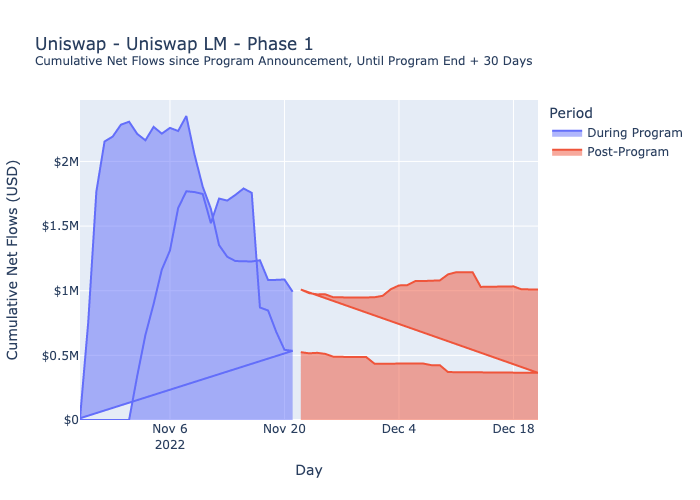 Uniswap - Uniswap LM - Phase 1
Cumulative Net Flows since Program Announcement, Until Program End + 30 Days
Period
During Program
Post-Program
Cumulative Net Flows (USD)
$2M
$1.5M
$1M
$0.5M
$0
Nov 6
2022
Nov 20
Dec 4
Dec 18
Day